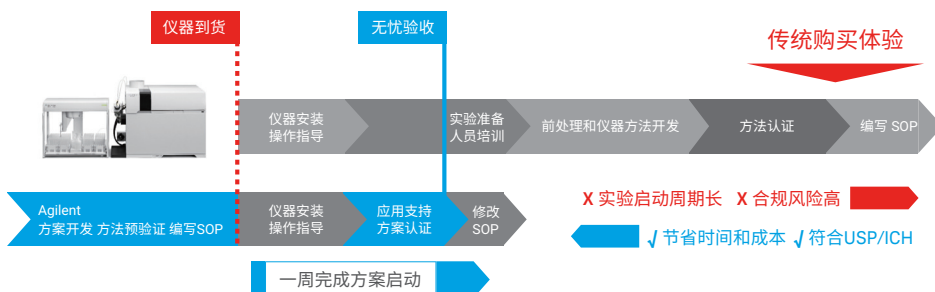 仪器到货
无忧验收
传统购买体验
仪器安装
操作指导
实验准备
人员培训
前处理和仪器方法开发
方法认证
编写 SOP
Agilent
方案开发 方法预验证 编写SOP
仪器安装
操作指导
应用支持
方案认证
修改
SOP
X 实验启动周期长 X 合规风险高
√ 节省时间和成本 √ 符合USP/ICH
一周完成方案启动